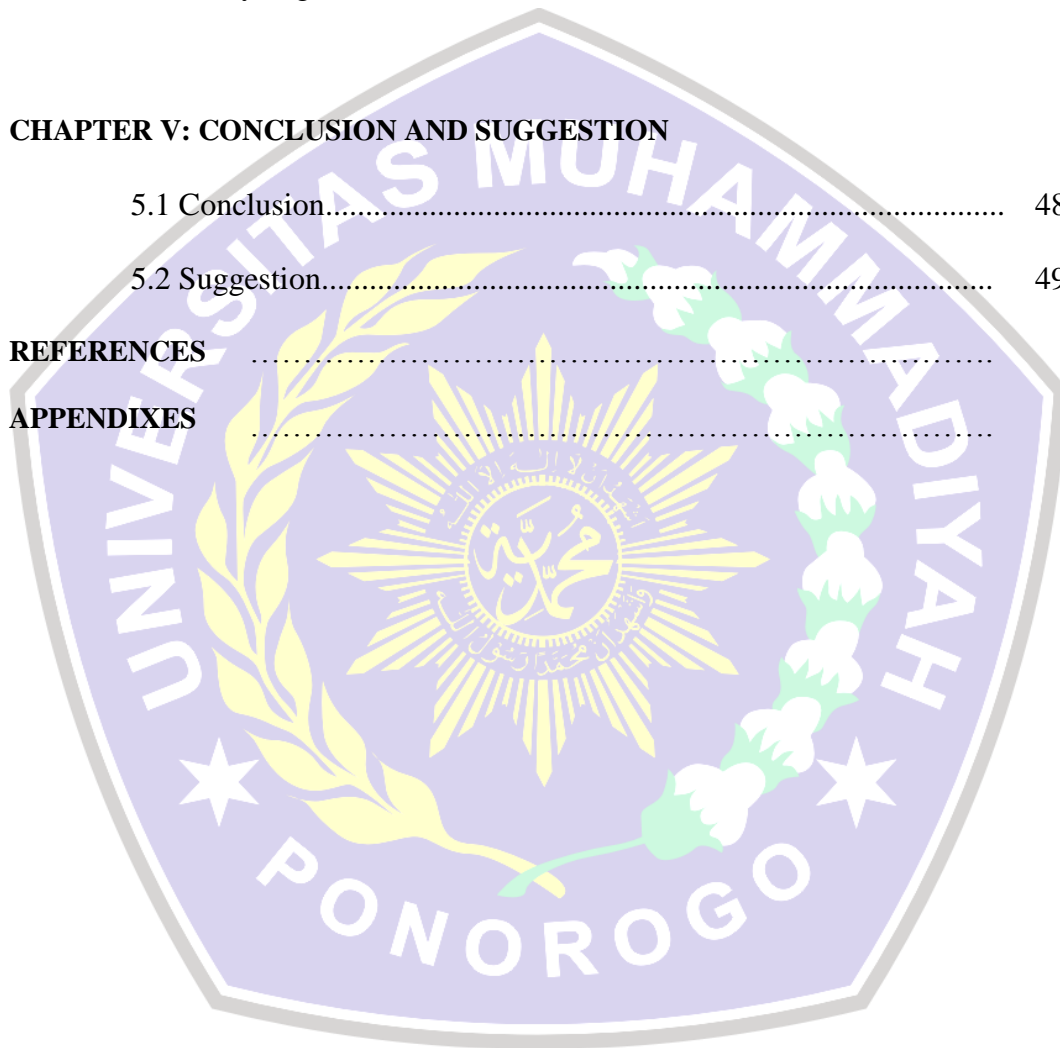 CHAPTER V: CONCLUSION AND SUGGESTION
5.1 Conclusion.................................................................................... 48
5.2 Suggestion................................................................................... 49
REFERENCES ………………………………………………………………
APPENDIXES ………………………………………………………………
UNIVERSITAS MUHAMMADIYAH
PONOROGO
محمدية